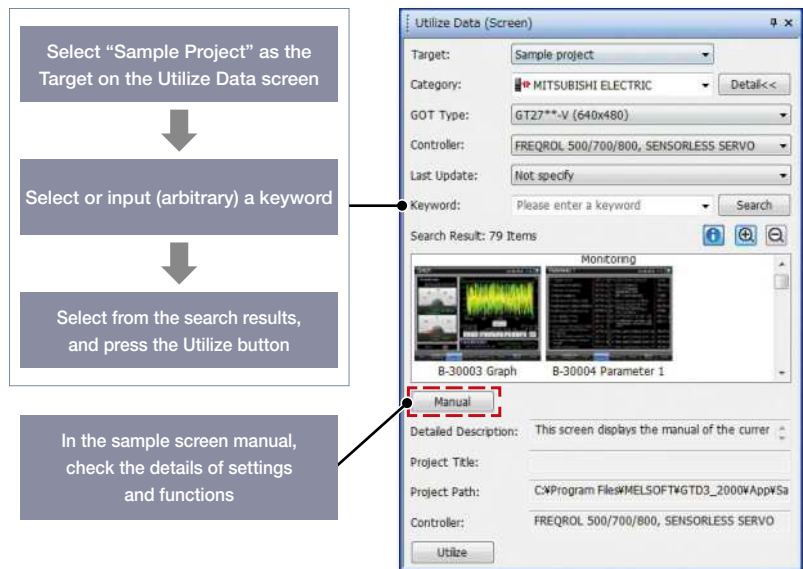 Select “Sample Project” as the
Target on the Utilize Data screen
Select or input (arbitrary) a keyword
Select from the search results,
and press the Utilize button
In the sample screen manual,
check the details of settings
and functions
Utilize Data (Screen)
Target: Sample project
Category: MITSUBISHI ELECTRIC Detail<<
GOT Type: GT27**-V (640x480)
Controller: FREQROL 500/700/800, SENSORLESS SERVO
Last Update: Not specify
Keyword: Please enter a keyword Search
Search Result: 79 Items
Monitoring
B-30003 Graph B-30004 Parameter 1
Manual
Detailed Description: This screen displays the manual of the currer
Project Title:
Project Path: C:¥Program Files¥MELSOFT¥GTD3_2000¥App¥Sa
Controller: FREQROL 500/700/800, SENSORLESS SERVO
Utilize